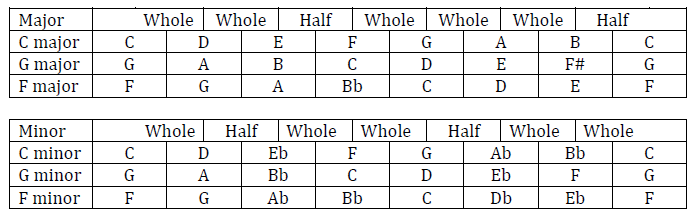 Major Whole Whole Half Whole Whole Whole Half
C major C D E F G A B C
G major G A B C D E F# G
F major F G A Bb C D E F
Minor Whole Half Whole Whole Half Whole Whole
C minor C D Eb F G Ab Bb C
G minor G A Bb C D Eb F G
F minor F G Ab Bb C Db Eb F